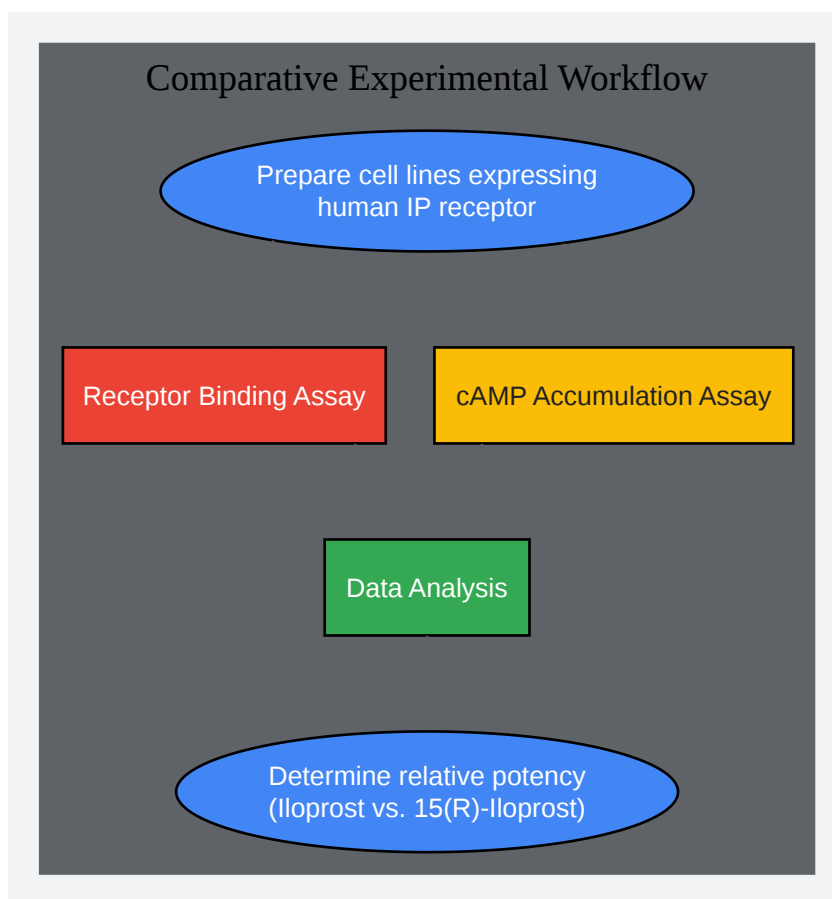 Comparative Experimental Workflow
Prepare cell lines expressing
human IP receptor
Receptor Binding Assay
cAMP Accumulation Assay
Data Analysis
Determine relative potency
(Iloprost vs. 15(R)-Iloprost)